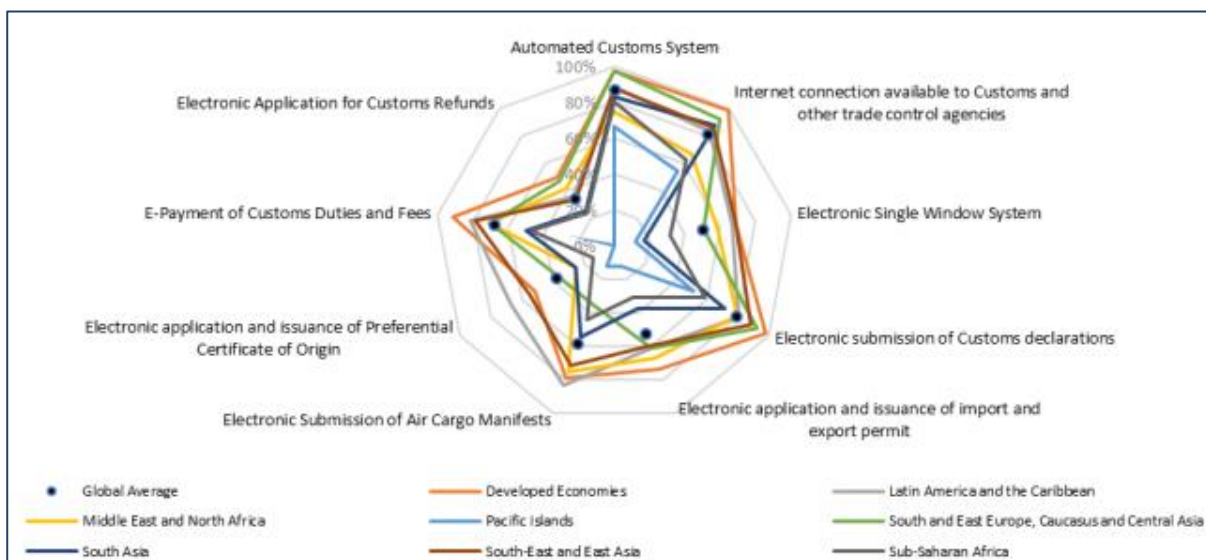 Automated Customs System
100%
Internet connection available to Customs and
other trade control agencies
Electronic Application for Customs Refunds
80%
60%
40%
20%
0%
E-Payment of Customs Duties and Fees
Electronic Single Window System
Electronic application and issuance of Preferential
Certificate of Origin
Electronic submission of Customs declarations
Electronic Submission of Air Cargo Manifests
Electronic application and issuance of import and
export permit
Global Average
Developed Economies
Latin America and the Caribbean
Middle East and North Africa
Pacific Islands
South and East Europe, Caucasus and Central Asia
South Asia
South-East and East Asia
Sub-Saharan Africa